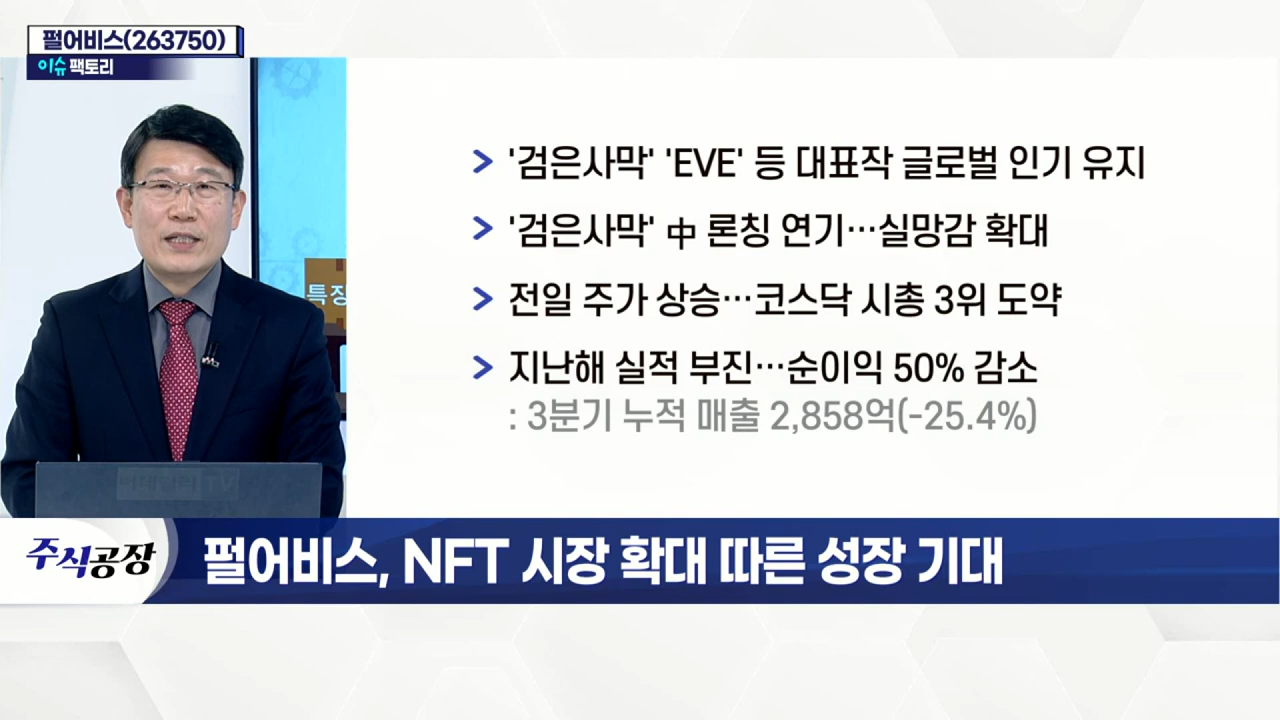 펄어비스(263750)
이슈 팩토리
> '검은사막' 'EVE' 등 대표작 글로벌 인기 유지
> '검은사막' 中 론칭 연기…실망감 확대
> 전일 주가 상승…코스닥 시총 3위 도약
> 지난해 실적 부진…순이익 50% 감소
: 3분기 누적 매출 2,858억(-25.4%)
특징
주식공장
펄어비스, NFT 시장 확대 따른 성장 기대